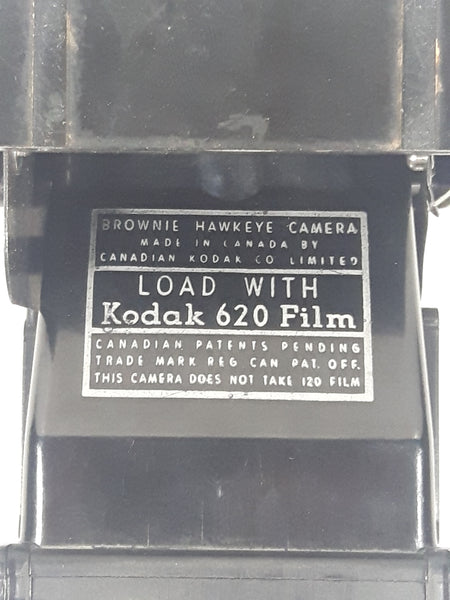 BROWNIE HAWKEYE CAMERA
MADE IN CANADA BY
CANADIAN KODAK CO LIMITED
LOAD WITH
Kodak 620 Film
CANADIAN PATENTS PENDING
TRADE MARK REG CAN PAT. OFF.
THIS CAMERA DOES NOT TAKE 120 FILM